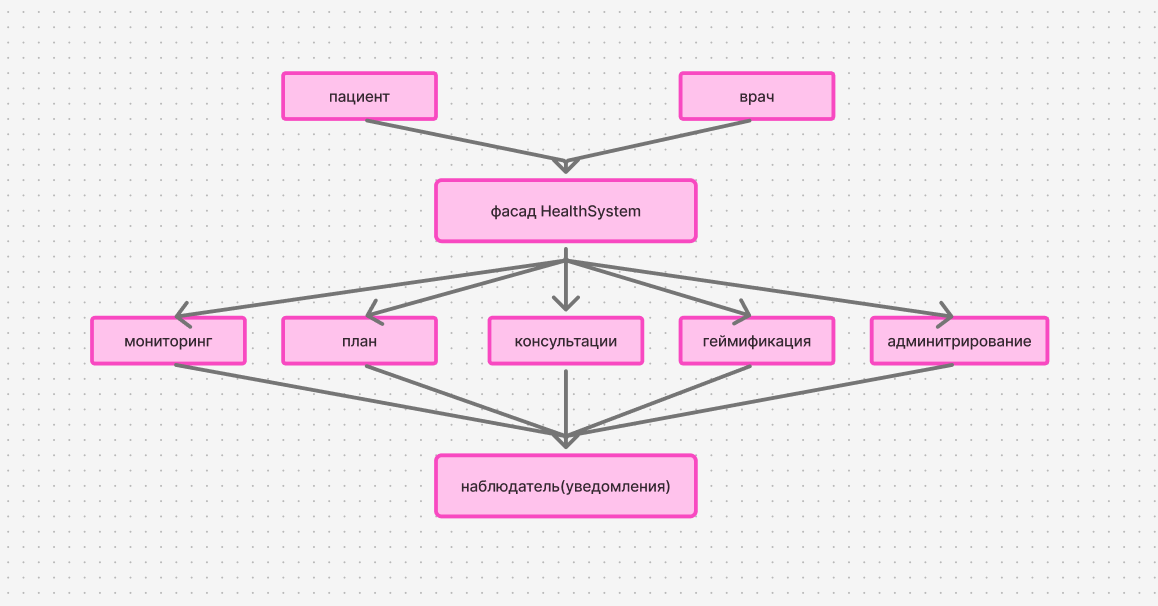 пациент
врач
фасад HealthSystem
мониторинг
план
консультации
геймификация
админитрирование
наблюдатель(уведомления)